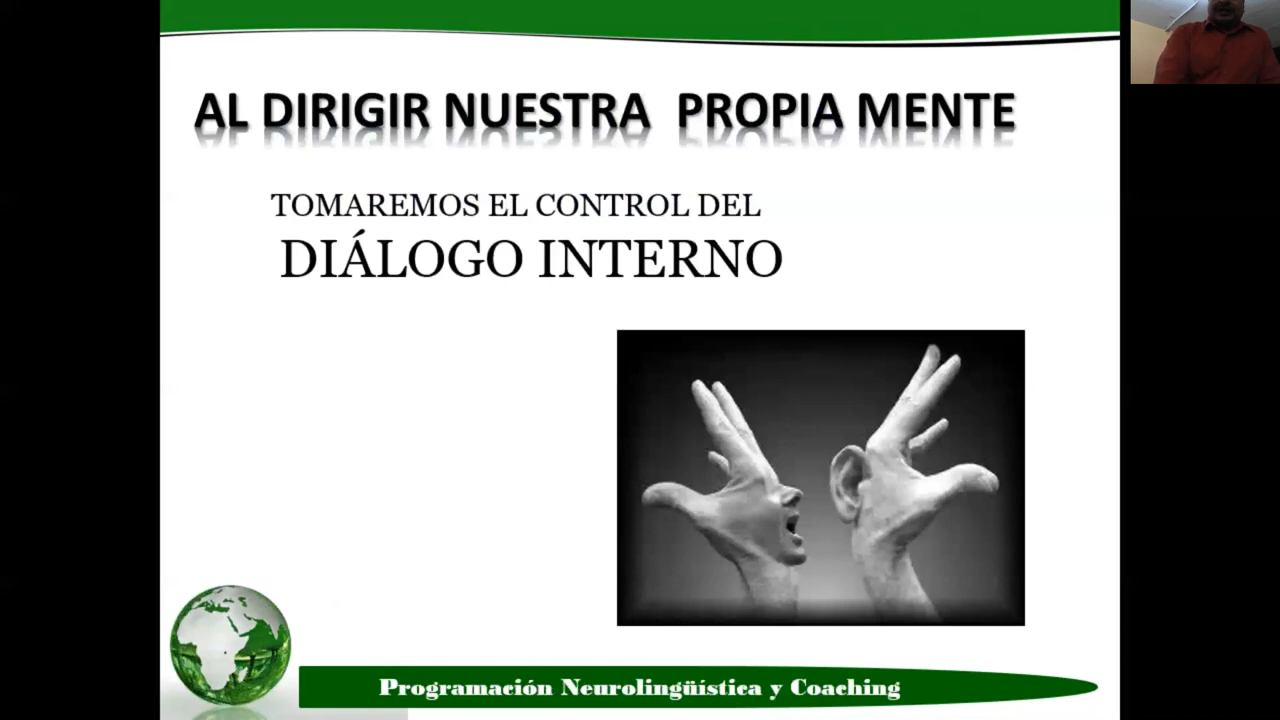 AL DIRIGIR NUESTRA PROPIA MENTE
TOMAREMOS EL CONTROL DEL
DIÁLOGO INTERNO
Programación Neurolingüística y Coaching